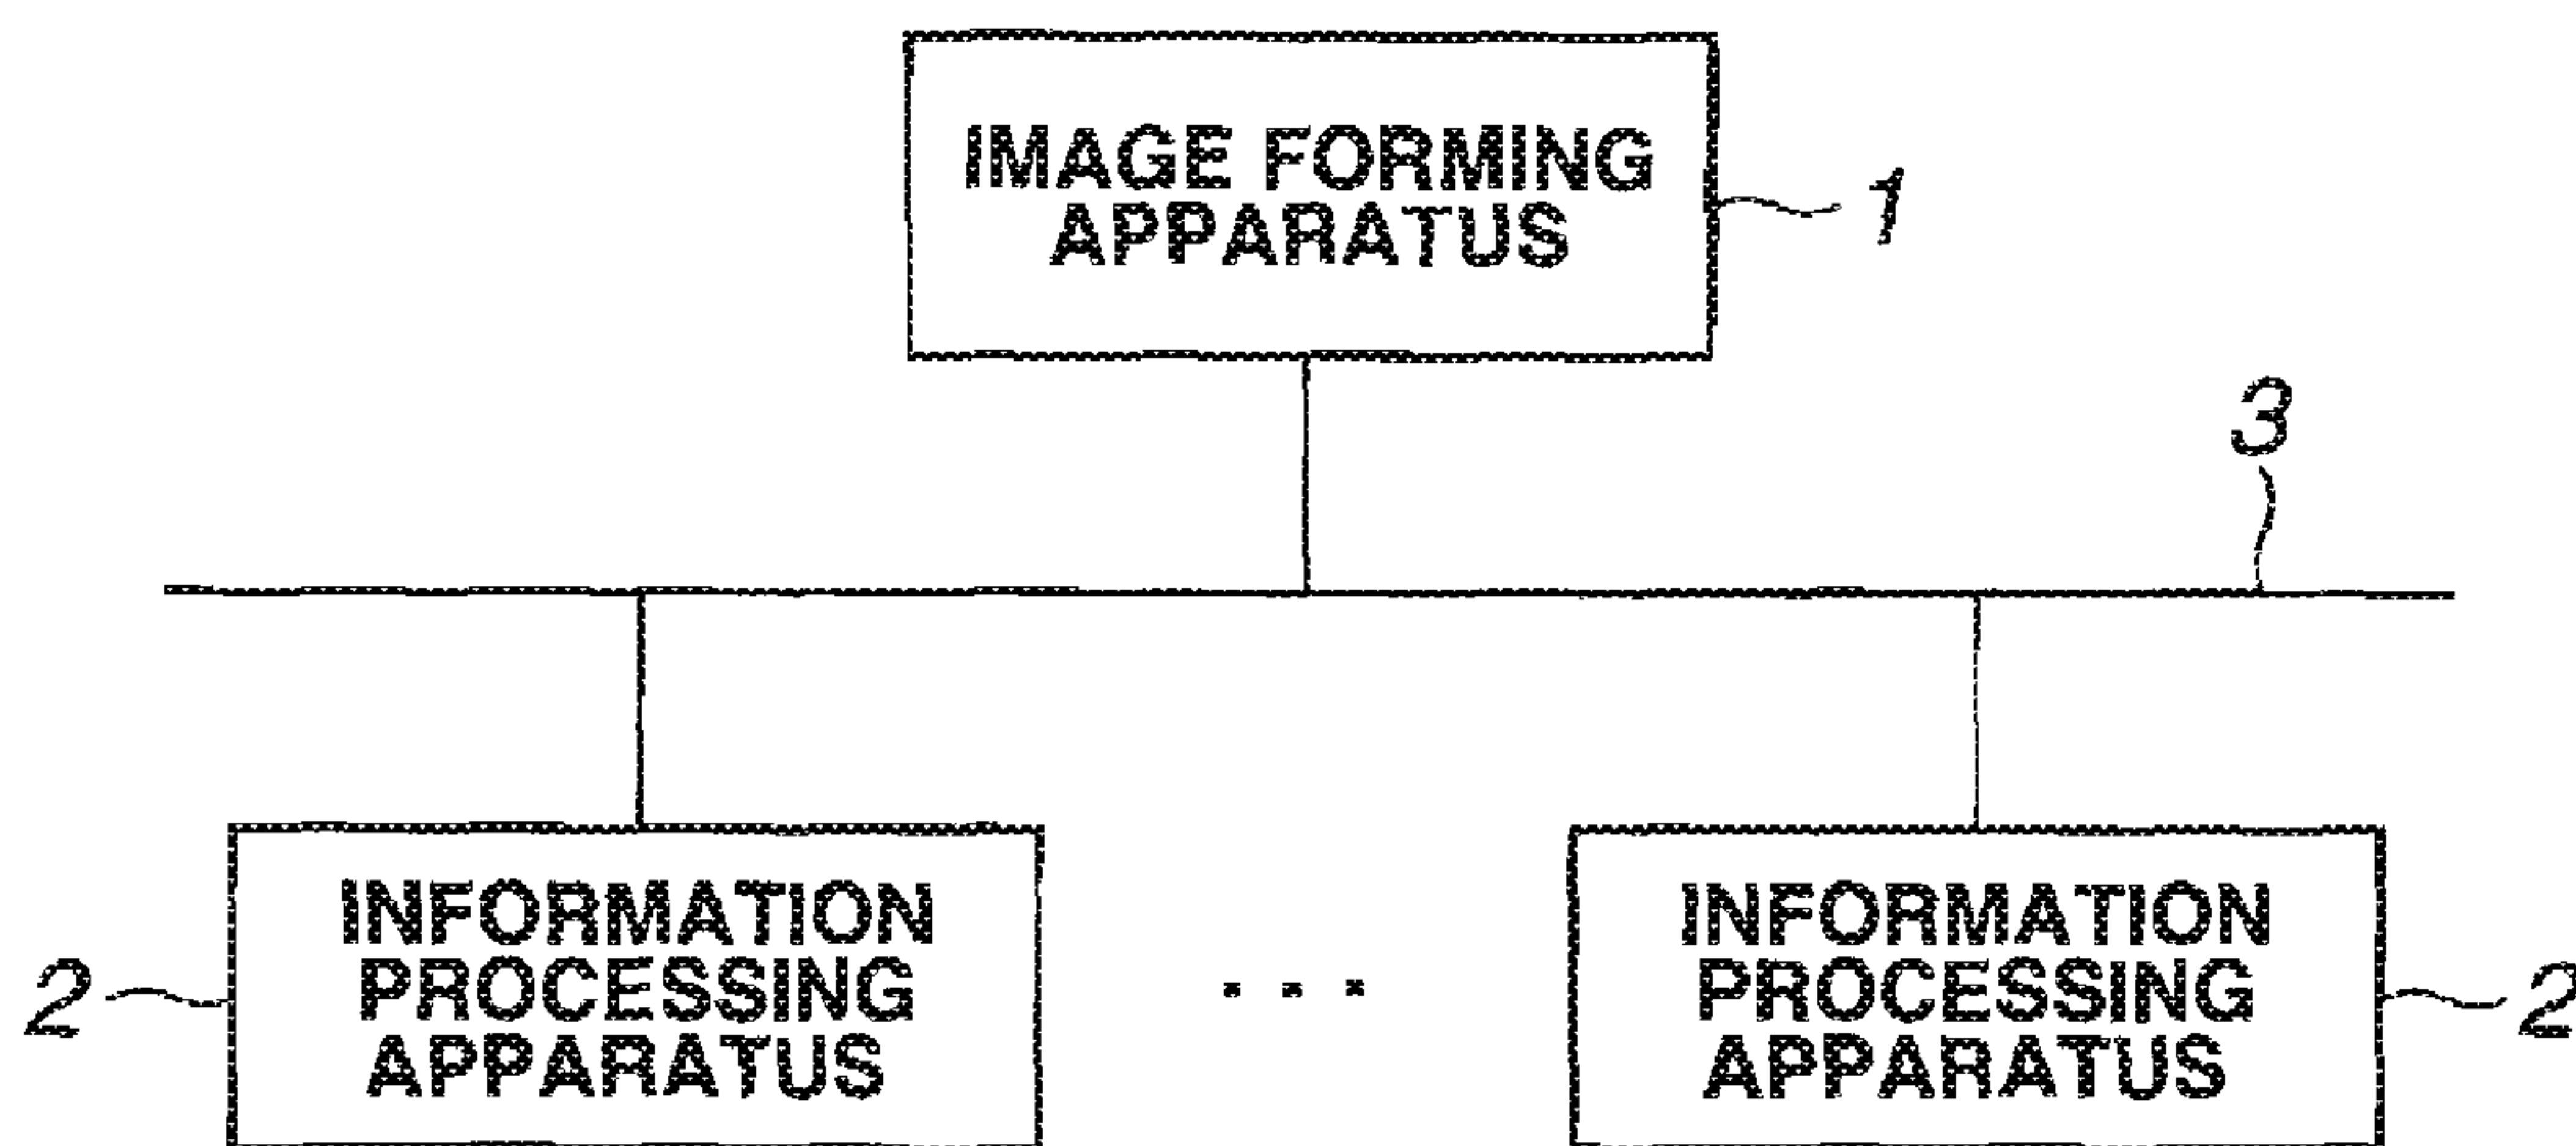 IMAGE FORMING
APPARATUS
1
3
INFORMATION
PROCESSING
APPARATUS
2
. . .
INFORMATION
PROCESSING
APPARATUS
2